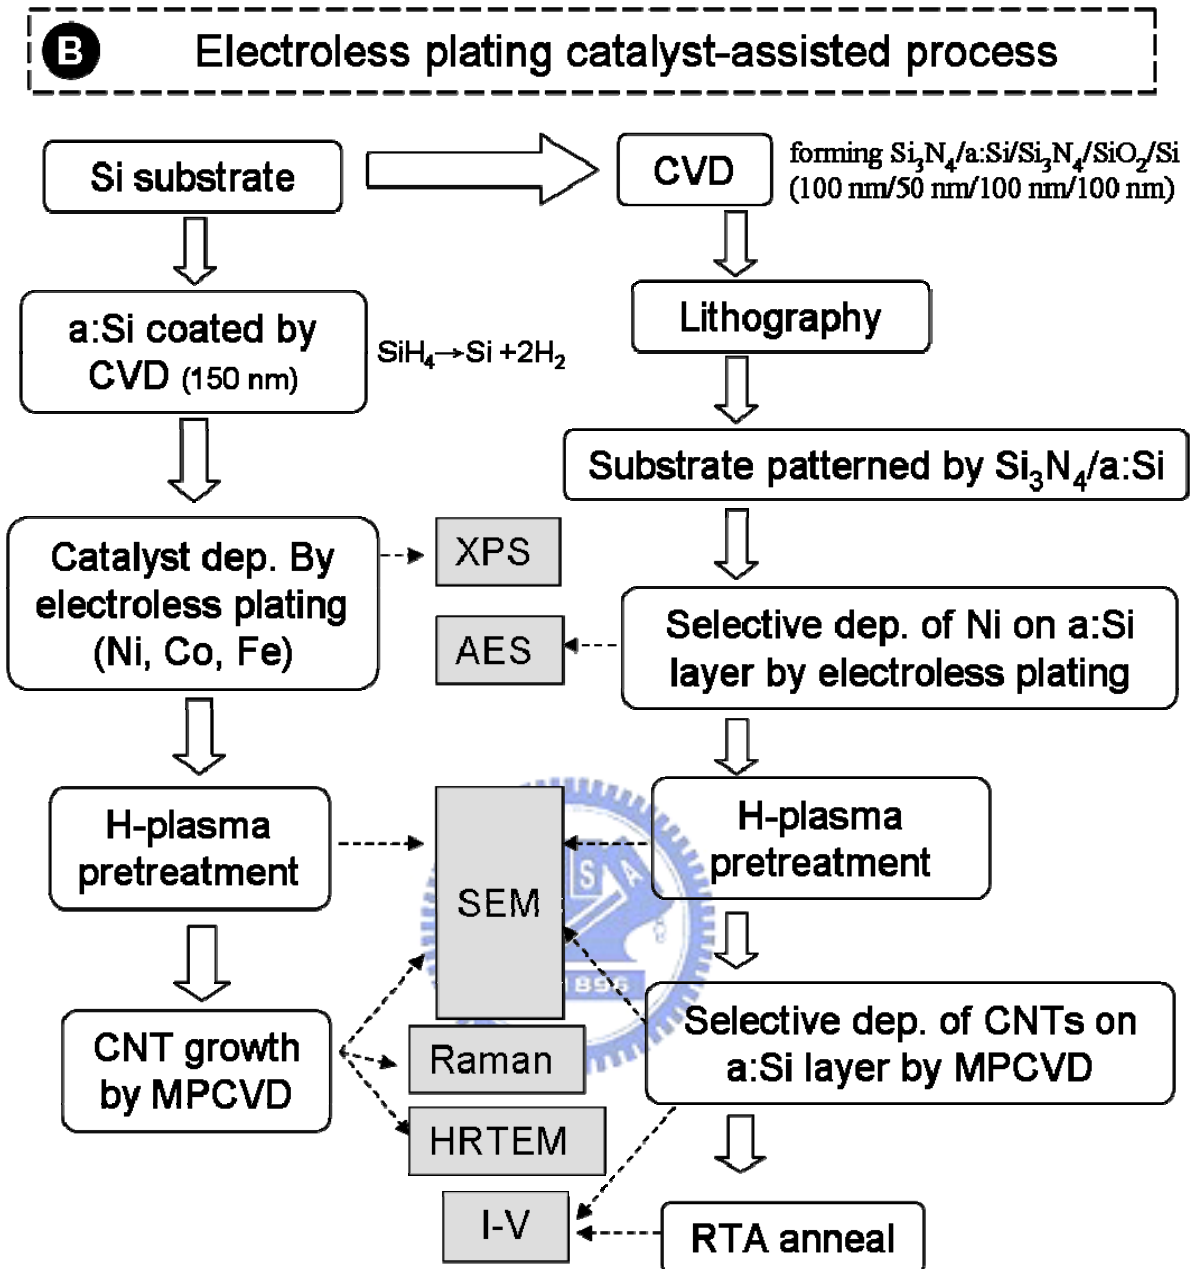 B Electroless plating catalyst-assisted process
Si substrate
CVD
forming Si₃N₄/a:Si/Si₃N₄/SiO₂/Si
(100 nm/50 nm/100 nm/100 nm)
a:Si coated by
CVD (150 nm)
SiH₄→Si +2H₂
Lithography
Substrate patterned by Si₃N₄/a:Si
Catalyst dep. By
electroless plating
(Ni, Co, Fe)
XPS
AES
Selective dep. of Ni on a:Si
layer by electroless plating
H-plasma
pretreatment
SEM
H-plasma
pretreatment
S A
1896
CNT growth
by MPCVD
Raman
HRTEM
I-V
Selective dep. of CNTs on
a:Si layer by MPCVD
RTA anneal